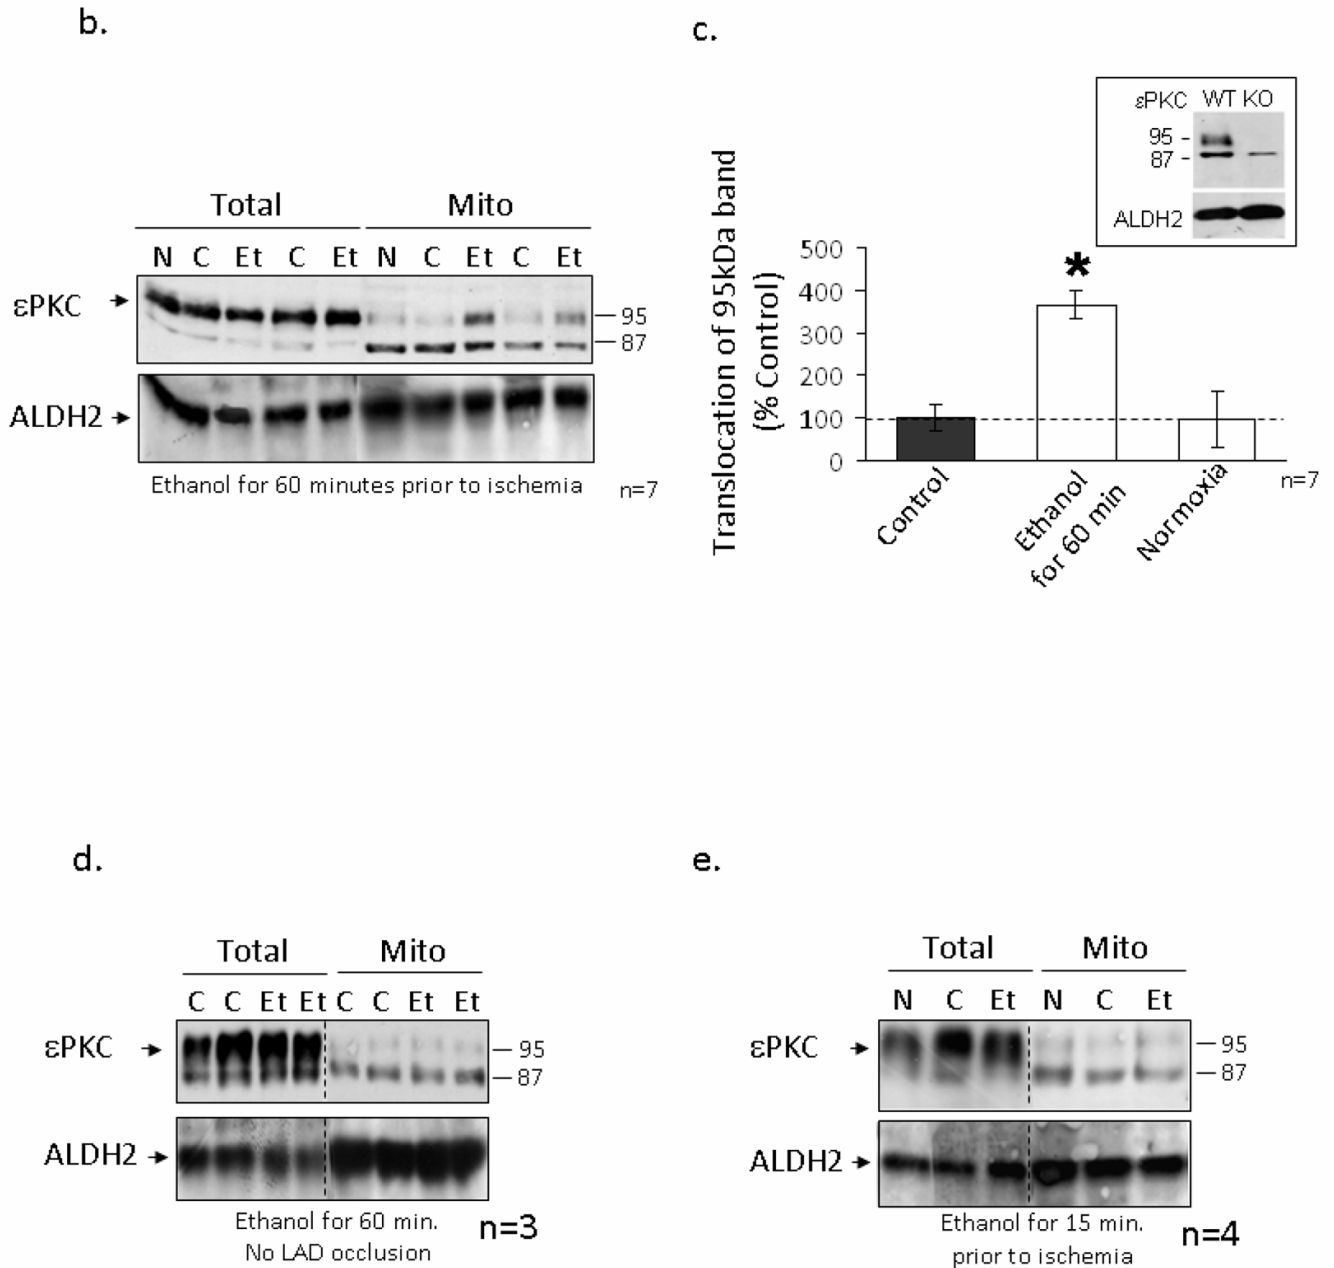 b.
Total Mito
N C Et C Et N C Et C Et
εPKC
95
87
ALDH2
Ethanol for 60 minutes prior to ischemia
n=7
c.
εPKC WT KO
95 -
87 -
ALDH2
Translocation of 95kDa band
(% Control)
500
400
300
200
100
0
*
Control
Ethanol
for 60 min
Normoxia
n=7
d.
Total Mito
C C Et Et C C Et Et
εPKC
95
87
ALDH2
Ethanol for 60 min.
No LAD occlusion
n=3
e.
Total Mito
N C Et N C Et
εPKC
95
87
ALDH2
Ethanol for 15 min.
prior to ischemia
n=4